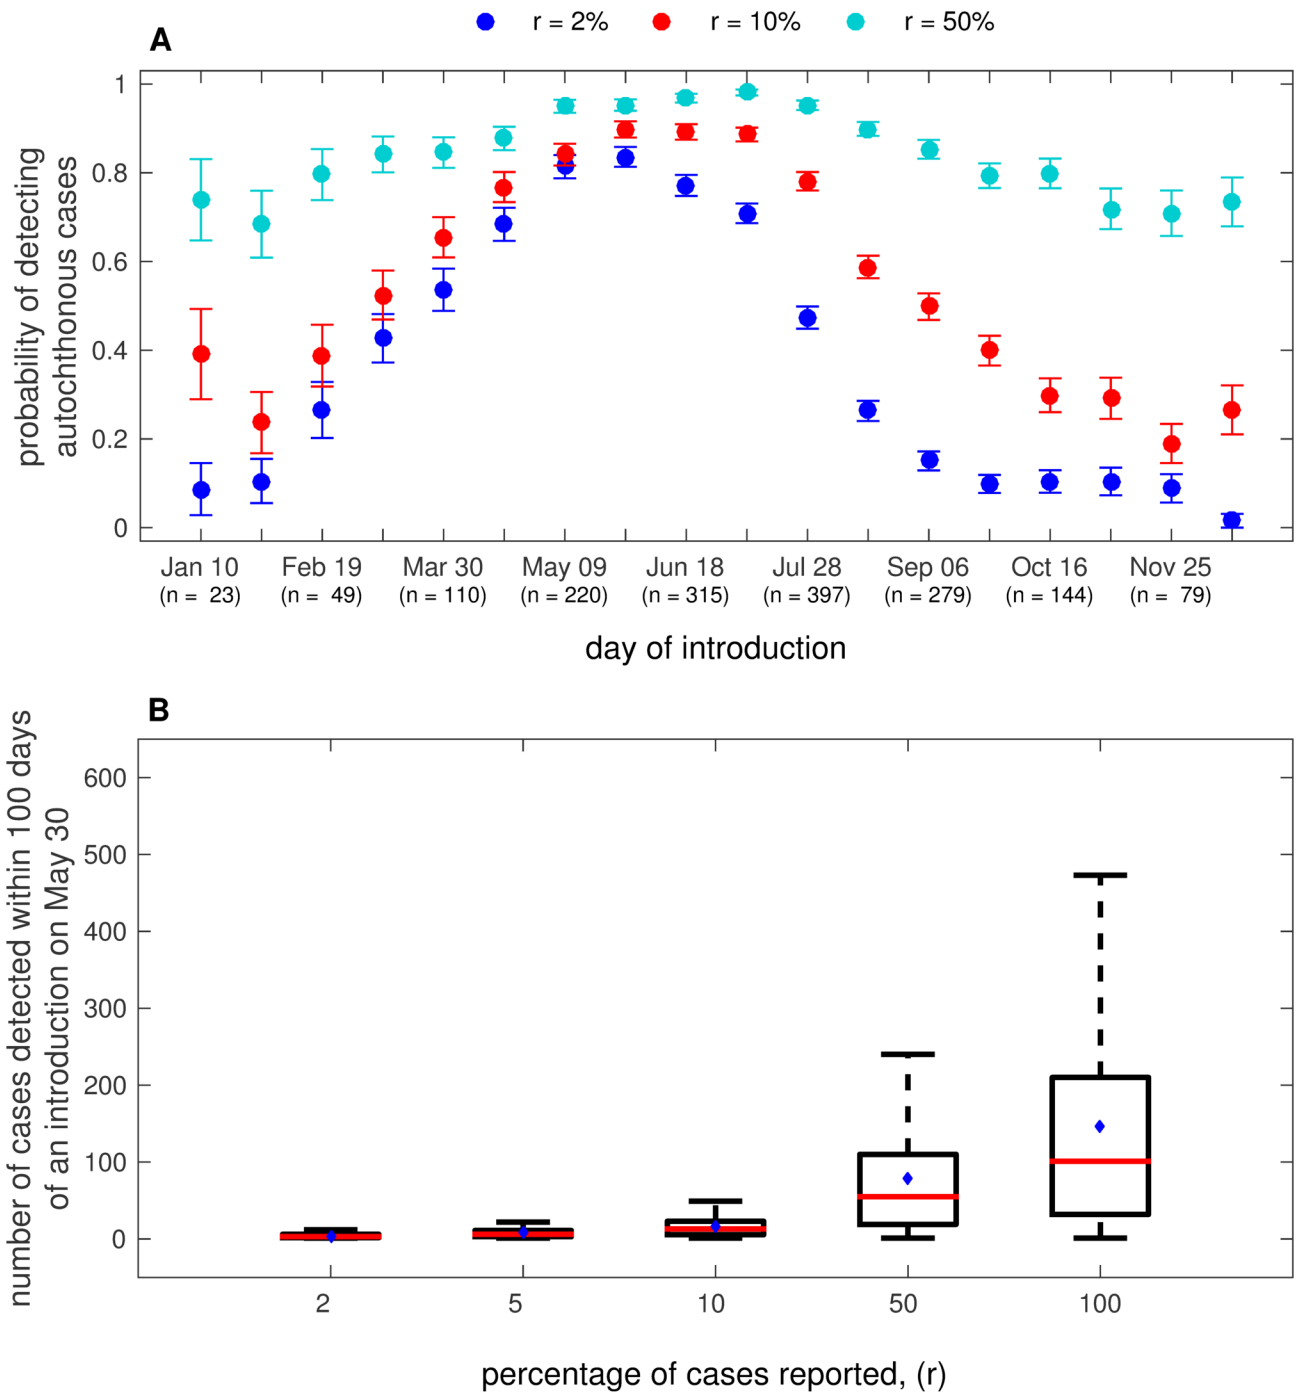 r = 2% r = 10% r = 50%
A
probability of detecting
autochthonous cases
1
0.8
0.6
0.4
0.2
0
Jan 10 Feb 19 Mar 30 May 09 Jun 18 Jul 28 Sep 06 Oct 16 Nov 25
(n = 23) (n = 49) (n = 110) (n = 220) (n = 315) (n = 397) (n = 279) (n = 144) (n = 79)
day of introduction
B
number of cases detected within 100 days
of an introduction on May 30
600
500
400
300
200
100
0
2 5 10 50 100
percentage of cases reported, (r)